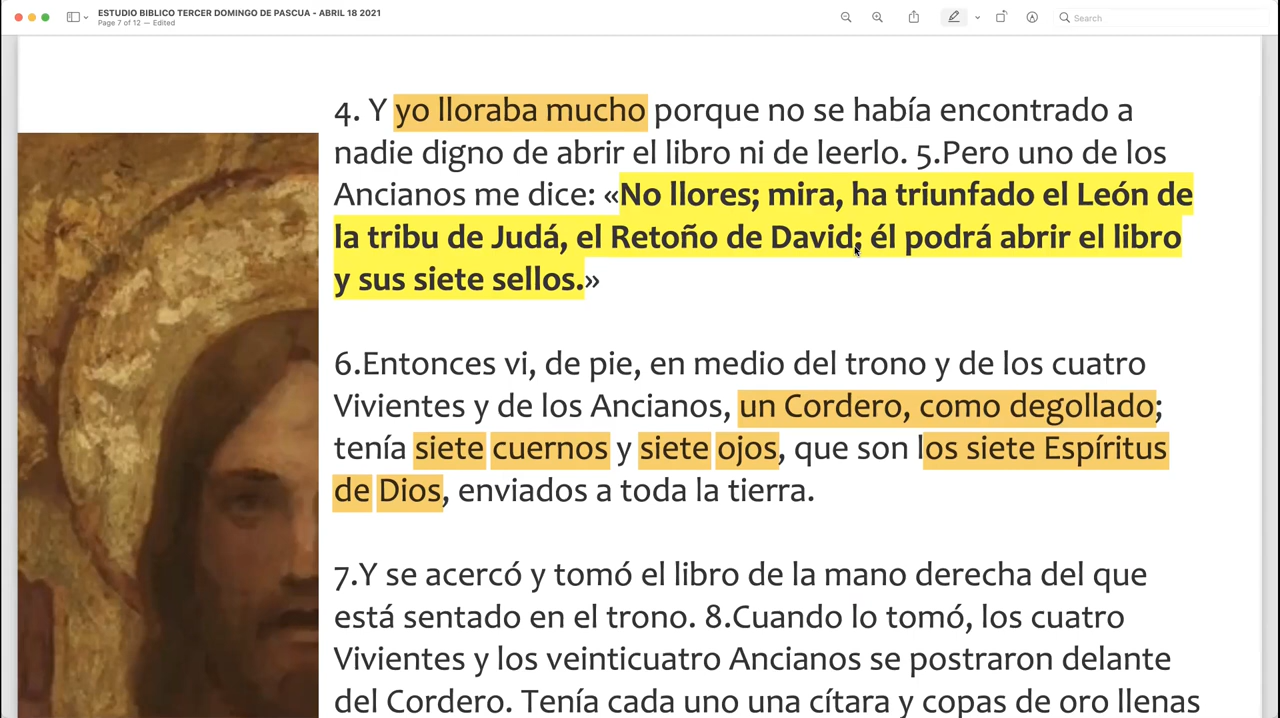 ESTUDIO BIBLICO TERCER DOMINGO DE PASCUA - ABRIL 18 2021
Page 7 of 12 — Edited
Search
4. Y yo lloraba mucho porque no se había encontrado a
nadie digno de abrir el libro ni de leerlo. 5.Pero uno de los
Ancianos me dice: «No llores; mira, ha triunfado el León de
la tribu de Judá, el Retoño de David; él podrá abrir el libro
y sus siete sellos.»
6.Entonces vi, de pie, en medio del trono y de los cuatro
Vivientes y de los Ancianos, un Cordero, como degollado;
tenía siete cuernos y siete ojos, que son los siete Espíritus
de Dios, enviados a toda la tierra.
7.Y se acercó y tomó el libro de la mano derecha del que
está sentado en el trono. 8.Cuando lo tomó, los cuatro
Vivientes y los veinticuatro Ancianos se postraron delante
del Cordero. Tenía cada uno una cítara y copas de oro llenas